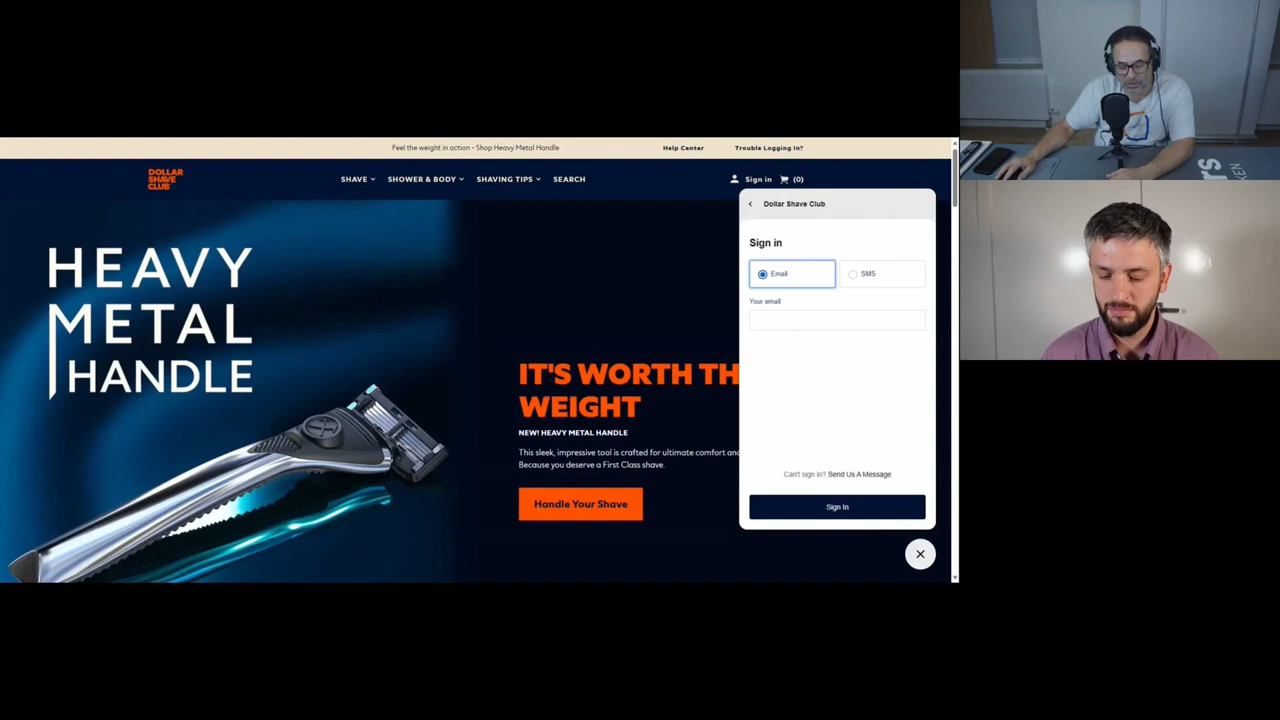 Feel the weight in action - Shop Heavy Metal Handle
Help Center
Trouble Logging In?
DOLLAR
SHAVE
CLUB
SHAVE
SHOWER & BODY
SHAVING TIPS
SEARCH
Sign in
(0)
HEAVY
METAL
HANDLE
IT'S WORTH TH
WEIGHT
NEW! HEAVY METAL HANDLE
This sleek, impressive tool is crafted for ultimate comfort and
Because you deserve a First Class shave.
Handle Your Shave
Dollar Shave Club
Sign in
Email
SMS
Your email
Can't sign in? Send Us A Message
Sign In
rs
KEN